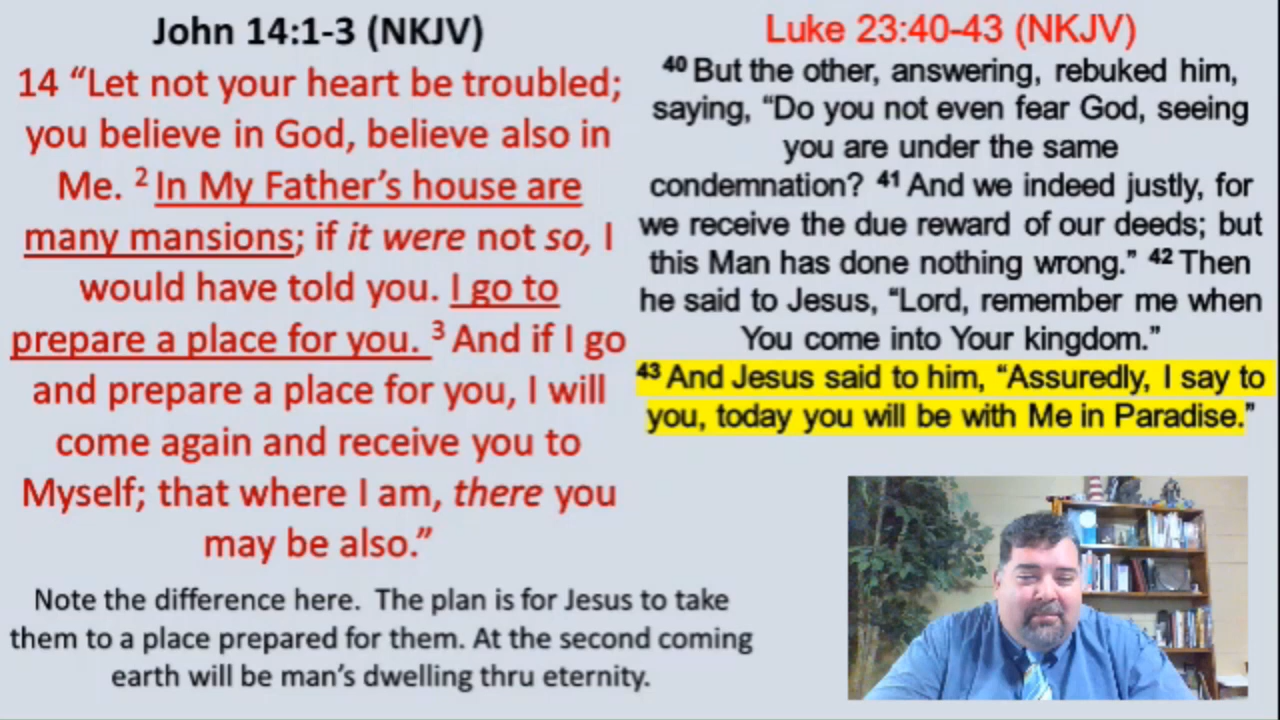 John 14:1-3 (NKJV)
14 “Let not your heart be troubled;
you believe in God, believe also in
Me. 2 In My Father’s house are
many mansions; if it were not so, I
would have told you. I go to
prepare a place for you. 3 And if I go
and prepare a place for you, I will
come again and receive you to
Myself; that where I am, there you
may be also.”
Note the difference here. The plan is for Jesus to take
them to a place prepared for them. At the second coming
earth will be man’s dwelling thru eternity.
Luke 23:40-43 (NKJV)
40 But the other, answering, rebuked him,
saying, “Do you not even fear God, seeing
you are under the same
condemnation? 41 And we indeed justly, for
we receive the due reward of our deeds; but
this Man has done nothing wrong.” 42 Then
he said to Jesus, “Lord, remember me when
You come into Your kingdom.”
43 And Jesus said to him, “Assuredly, I say to
you, today you will be with Me in Paradise.”